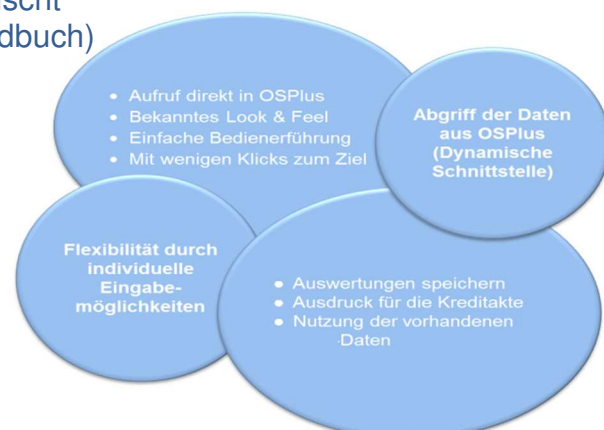 dbuch)
• Aufruf direkt in OSPlus
• Bekanntes Look & Feel
• Einfache Bedienerführung
• Mit wenigen Klicks zum Ziel
Abgriff der Daten
aus OSPlus
(Dynamische
Schnittstelle)
Flexibilität durch
individuelle
Eingabe-
möglichkeiten
• Auswertungen speichern
• Ausdruck für die Kreditakte
• Nutzung der vorhandenen
-Daten